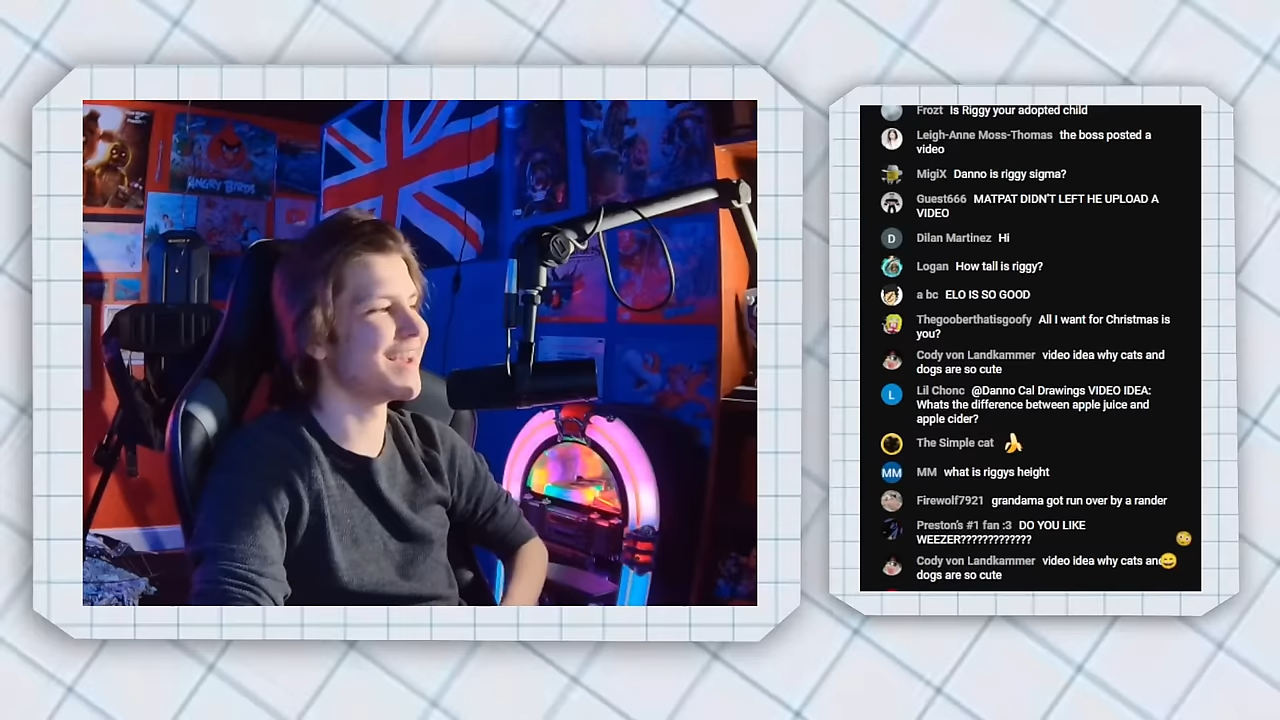 ANGRY BIRDS
Frozt Is Riggy your adopted child
Leigh-Anne Moss-Thomas the boss posted a
video
MigiX Danno is riggy sigma?
Guest666 MATPAT DIDN'T LEFT HE UPLOAD A
VIDEO
D Dilan Martinez Hi
Logan How tall is riggy?
a bc ELO IS SO GOOD
Thegooberthatisgoofy All I want for Christmas is
you?
Cody von Landkammer video idea why cats and
dogs are so cute
L Lil Chonc @Danno Cal Drawings VIDEO IDEA:
Whats the difference between apple juice and
apple cider?
The Simple cat 🍌
MM MM what is riggys height
Firewolf7921 grandama got run over by a rander
Preston's #1 fan :3 DO YOU LIKE
WEEZER?????????????
Cody von Landkammer video idea why cats and
dogs are so cute